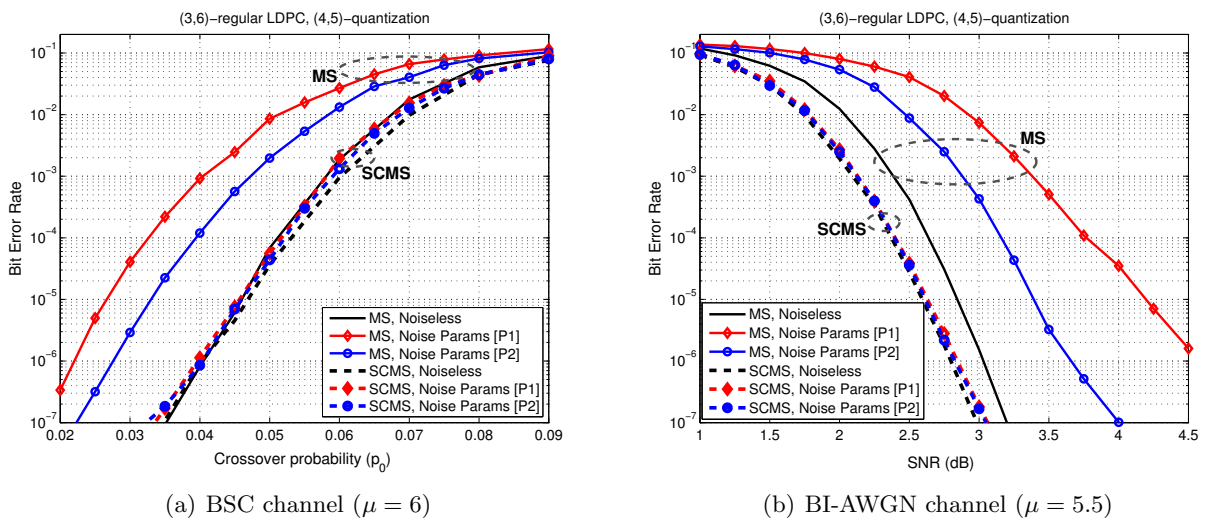 (3,6)−regular LDPC, (4,5)−quantization
Bit Error Rate
10^−1
10^−2
10^−3
10^−4
10^−5
10^−6
10^−7
MS
SCMS
MS, Noiseless
MS, Noise Params [P1]
MS, Noise Params [P2]
SCMS, Noiseless
SCMS, Noise Params [P1]
SCMS, Noise Params [P2]
0.02 0.03 0.04 0.05 0.06 0.07 0.08 0.09
Crossover probability (p_0)
(a) BSC channel (μ = 6)
(3,6)−regular LDPC, (4,5)−quantization
Bit Error Rate
10^−1
10^−2
10^−3
10^−4
10^−5
10^−6
10^−7
MS
SCMS
MS, Noiseless
MS, Noise Params [P1]
MS, Noise Params [P2]
SCMS, Noiseless
SCMS, Noise Params [P1]
SCMS, Noise Params [P2]
1 1.5 2 2.5 3 3.5 4 4.5
SNR (dB)
(b) BI-AWGN channel (μ = 5.5)